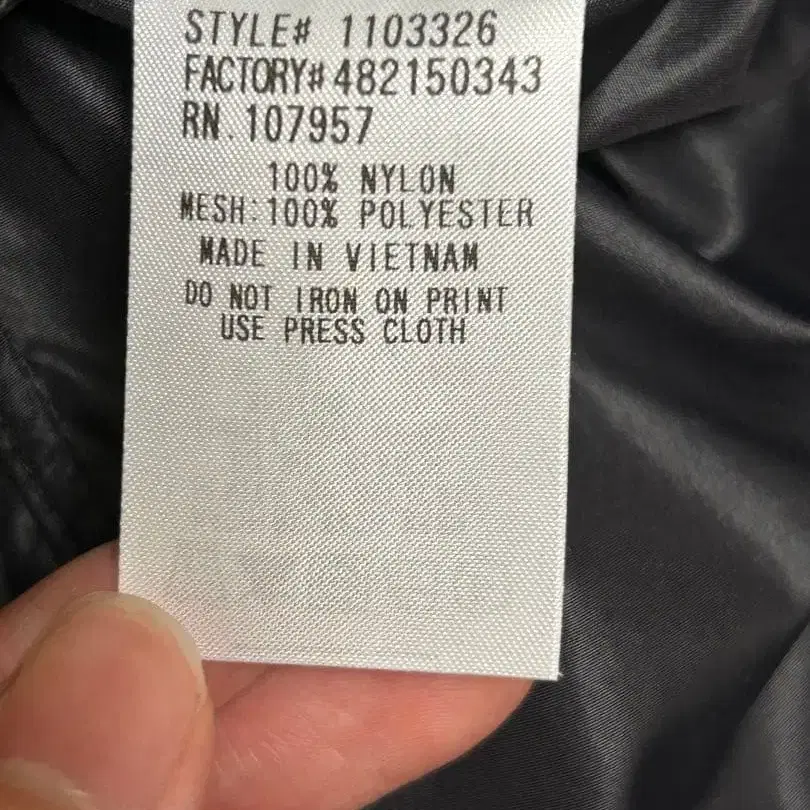 STYLE# 1103326
FACTORY#482150343
RN.107957
100% NYLON
MESH:100% POLYESTER
MADE IN VIETNAM
DO NOT IRON ON PRINT
USE PRESS CLOTH